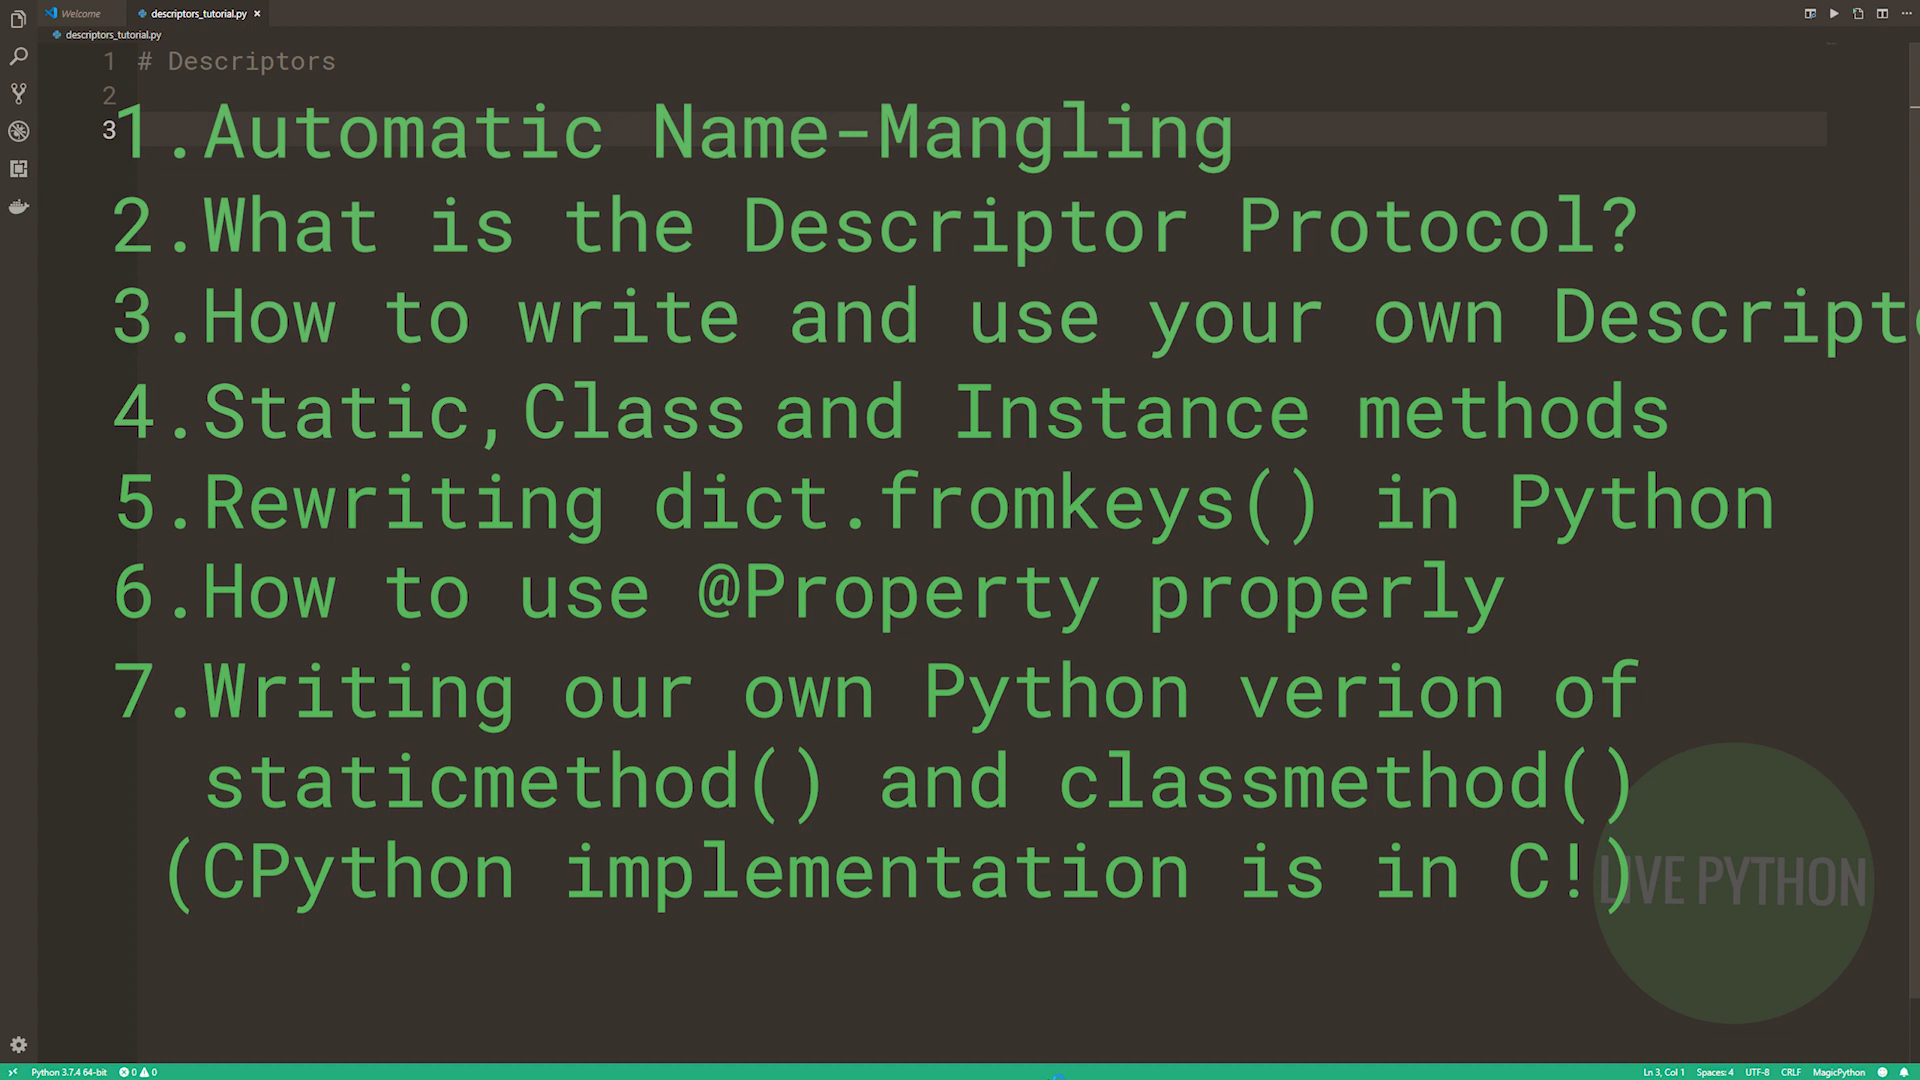 Welcome descriptors_tutorial.py
descriptors_tutorial.py
1 # Descriptors
2
3
1.Automatic Name-Mangling
2.What is the Descriptor Protocol?
3.How to write and use your own Descript
4.Static,Class and Instance methods
5.Rewriting dict.fromkeys() in Python
6.How to use @Property properly
7.Writing our own Python verion of
staticmethod() and classmethod()
(CPython implementation is in C!)
LIVE PYTHON
Python 3.7.4 64-bit 0 0 Ln 3, Col 1 Spaces: 4 UTF-8 CRLF MagicPython